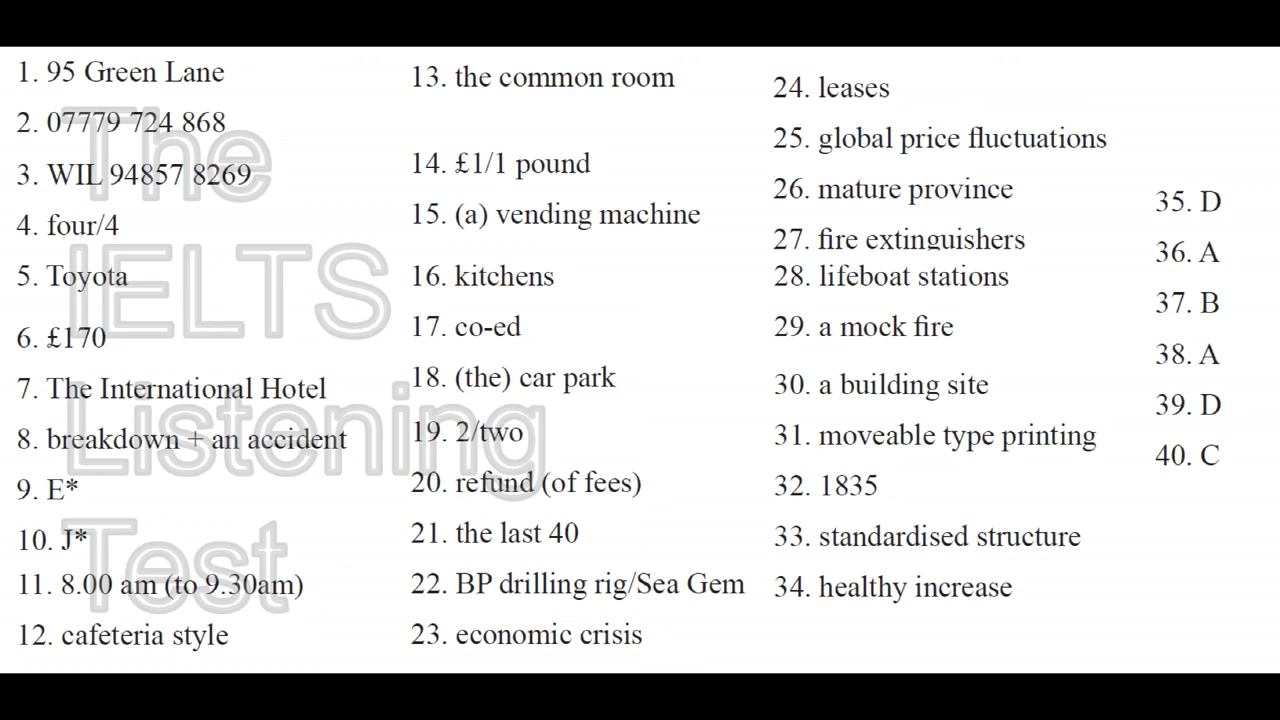 1. 95 Green Lane
2. 07779 724 868
3. WIL 94857 8269
4. four/4
5. Toyota
6. £170
7. The International Hotel
8. breakdown + an accident
9. E*
10. J*
11. 8.00 am (to 9.30am)
12. cafeteria style
13. the common room
14. £1/1 pound
15. (a) vending machine
16. kitchens
17. co-ed
18. (the) car park
19. 2/two
20. refund (of fees)
21. the last 40
22. BP drilling rig/Sea Gem
23. economic crisis
24. leases
25. global price fluctuations
26. mature province
27. fire extinguishers
28. lifeboat stations
29. a mock fire
30. a building site
31. moveable type printing
32. 1835
33. standardised structure
34. healthy increase
35. D
36. A
37. B
38. A
39. D
40. C
The
IELTS
Listening
Test